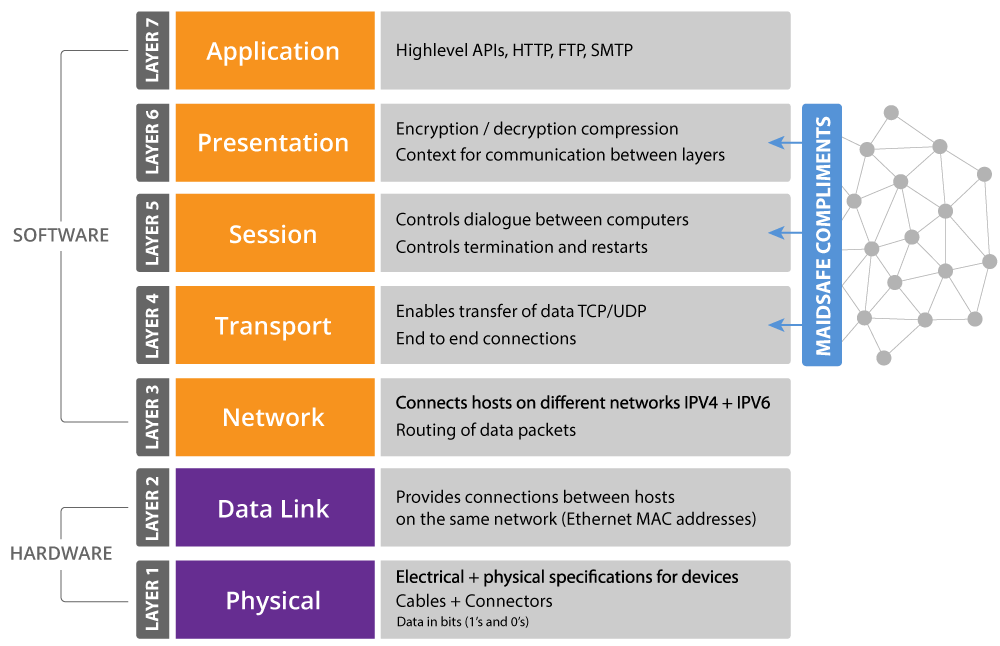 LAYER 7
Application
Highlevel APIs, HTTP, FTP, SMTP
LAYER 6
Presentation
Encryption / decryption compression
Context for communication between layers
LAYER 5
Session
Controls dialogue between computers
Controls termination and restarts
LAYER 4
Transport
Enables transfer of data TCP/UDP
End to end connections
LAYER 3
Network
Connects hosts on different networks IPV4 + IPV6
Routing of data packets
LAYER 2
Data Link
Provides connections between hosts
on the same network (Ethernet MAC addresses)
LAYER 1
Physical
Electrical + physical specifications for devices
Cables + Connectors
Data in bits (1's and 0's)
SOFTWARE
HARDWARE
MAIDSAFE COMPLIMENTS